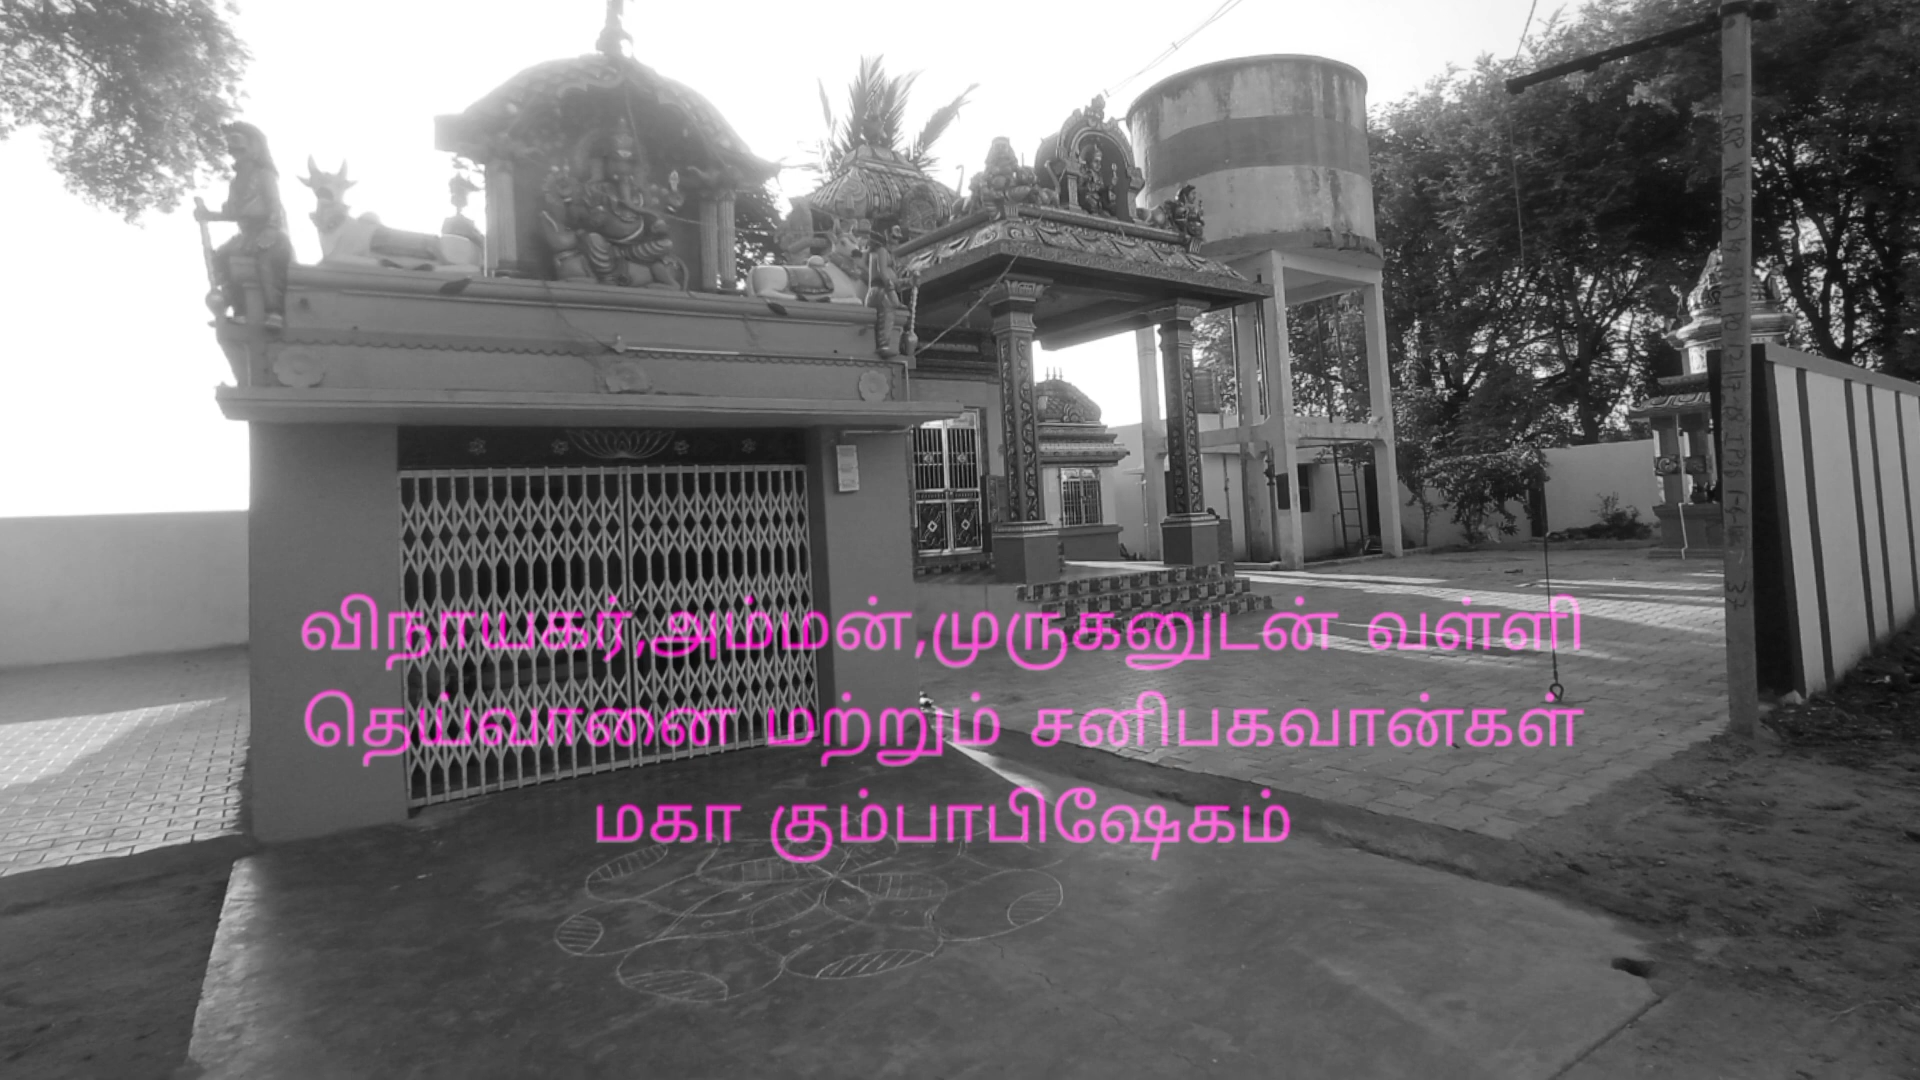 விநாயகர்,அம்மன்,முருகனுடன் வள்ளி
தெய்வானை மற்றும் சனிபகவான்கள்
மகா கும்பாபிஷேகம்